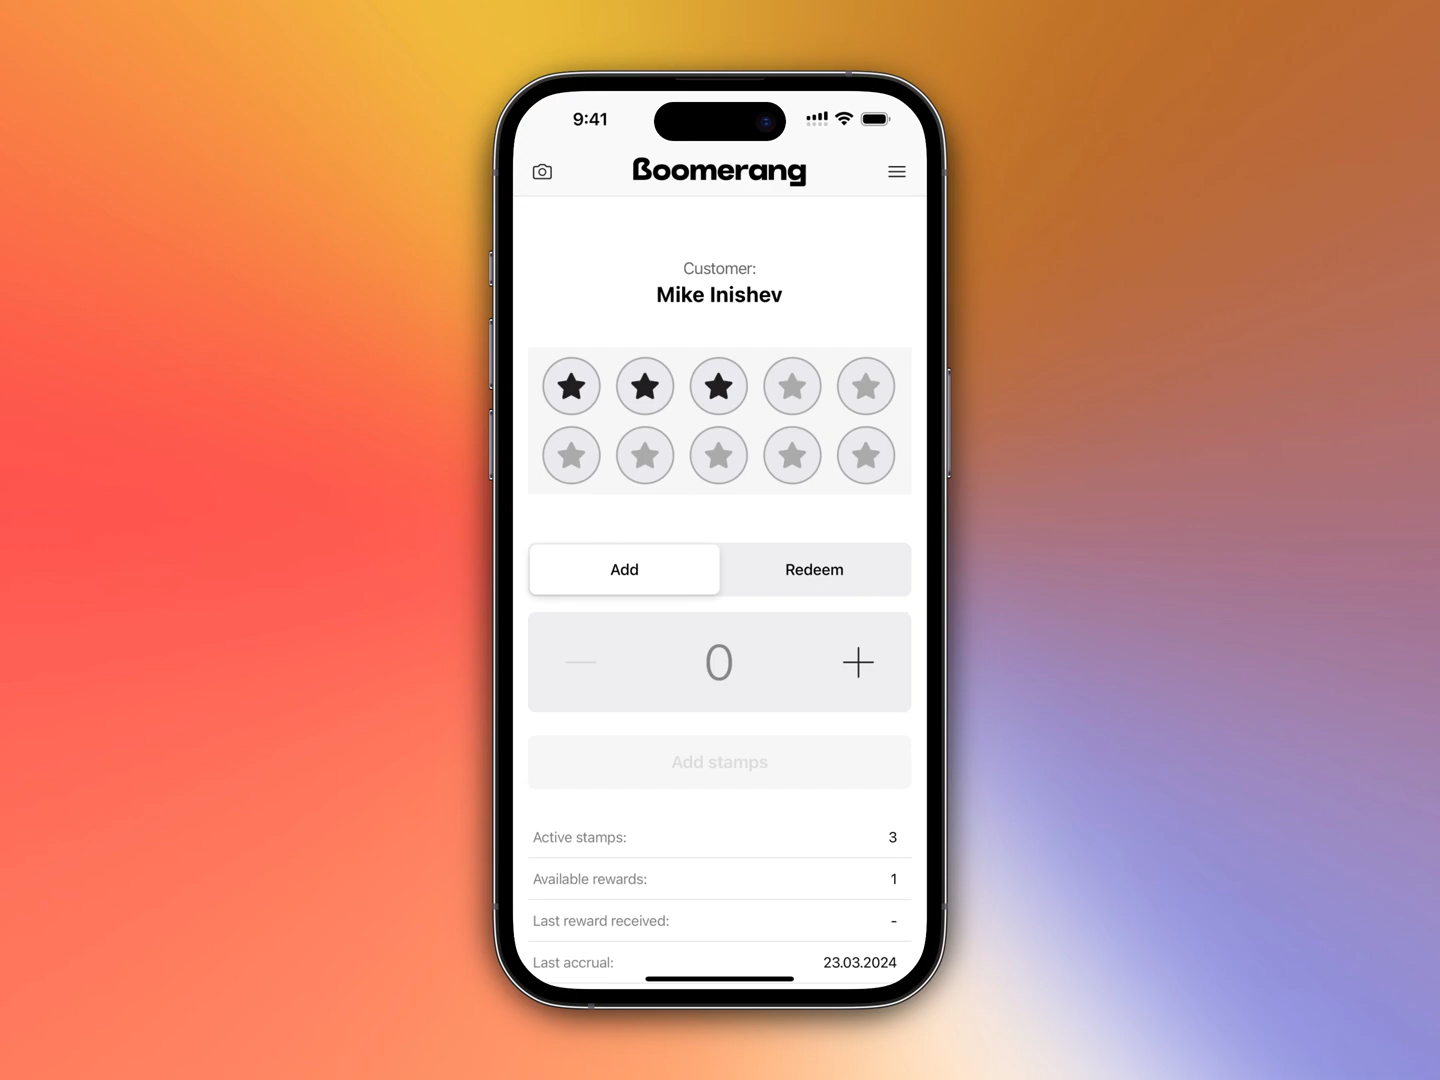 9:41
Boomerang
Customer:
Mike Inishev
Add
Redeem
0
Add stamps
Active stamps: 3
Available rewards: 1
Last reward received: -
Last accrual: 23.03.2024